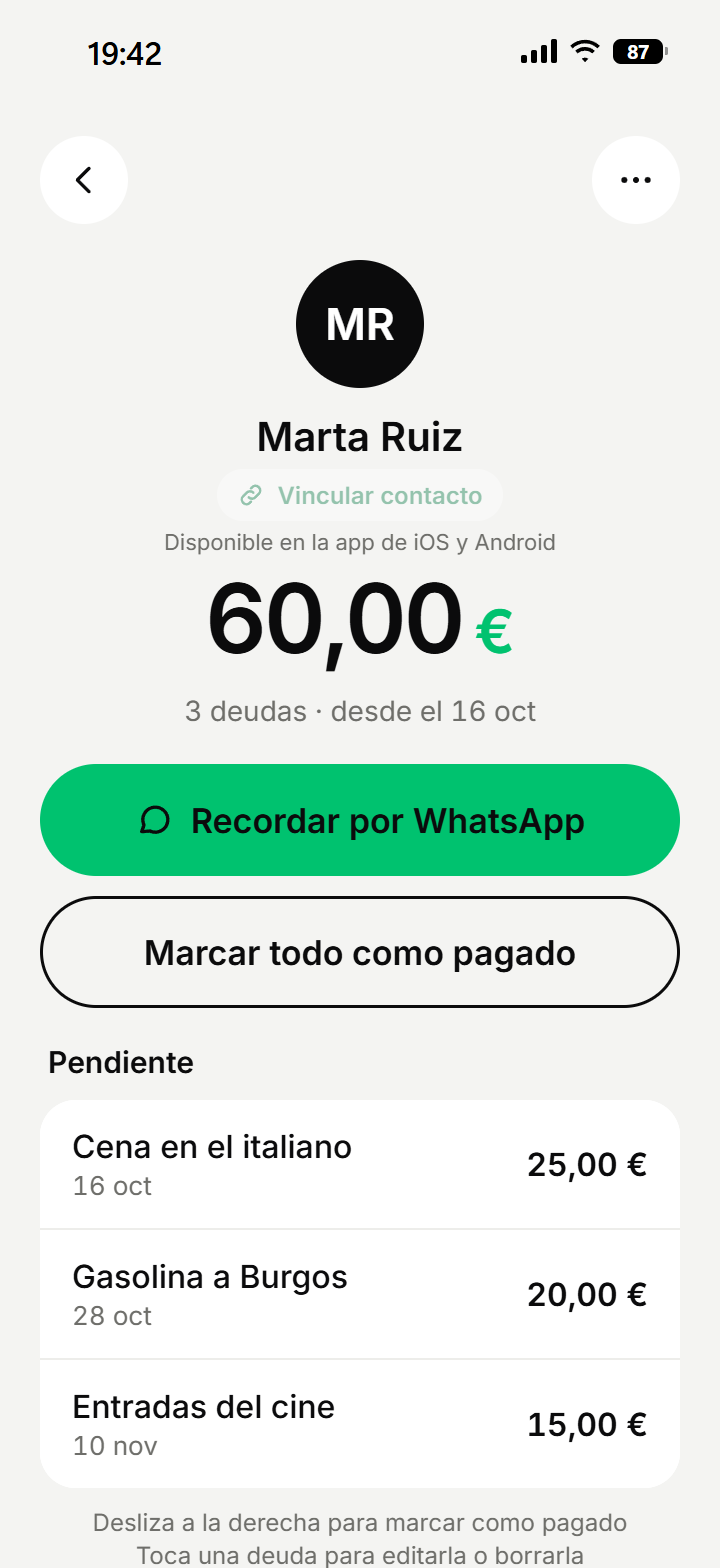 19:42
87
MR
Marta Ruiz
Vincular contacto
Disponible en la app de iOS y Android
60,00 €
3 deudas · desde el 16 oct
Recordar por WhatsApp
Marcar todo como pagado
Pendiente
Cena en el italiano
16 oct
25,00 €
Gasolina a Burgos
28 oct
20,00 €
Entradas del cine
10 nov
15,00 €
Desliza a la derecha para marcar como pagado
Toca una deuda para editarla o borrarla